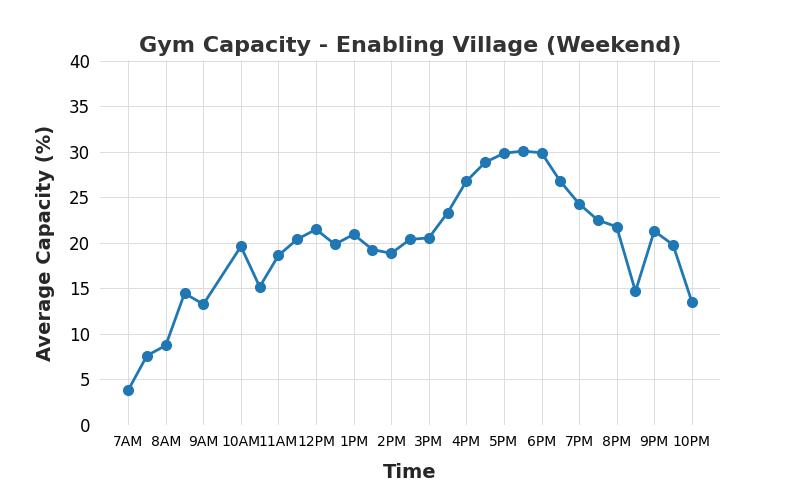 Gym Capacity - Enabling Village (Weekend)
Average Capacity (%)
40
35
30
25
20
15
10
5
0
7AM 8AM 9AM 10AM 11AM 12PM 1PM 2PM 3PM 4PM 5PM 6PM 7PM 8PM 9PM 10PM
Time